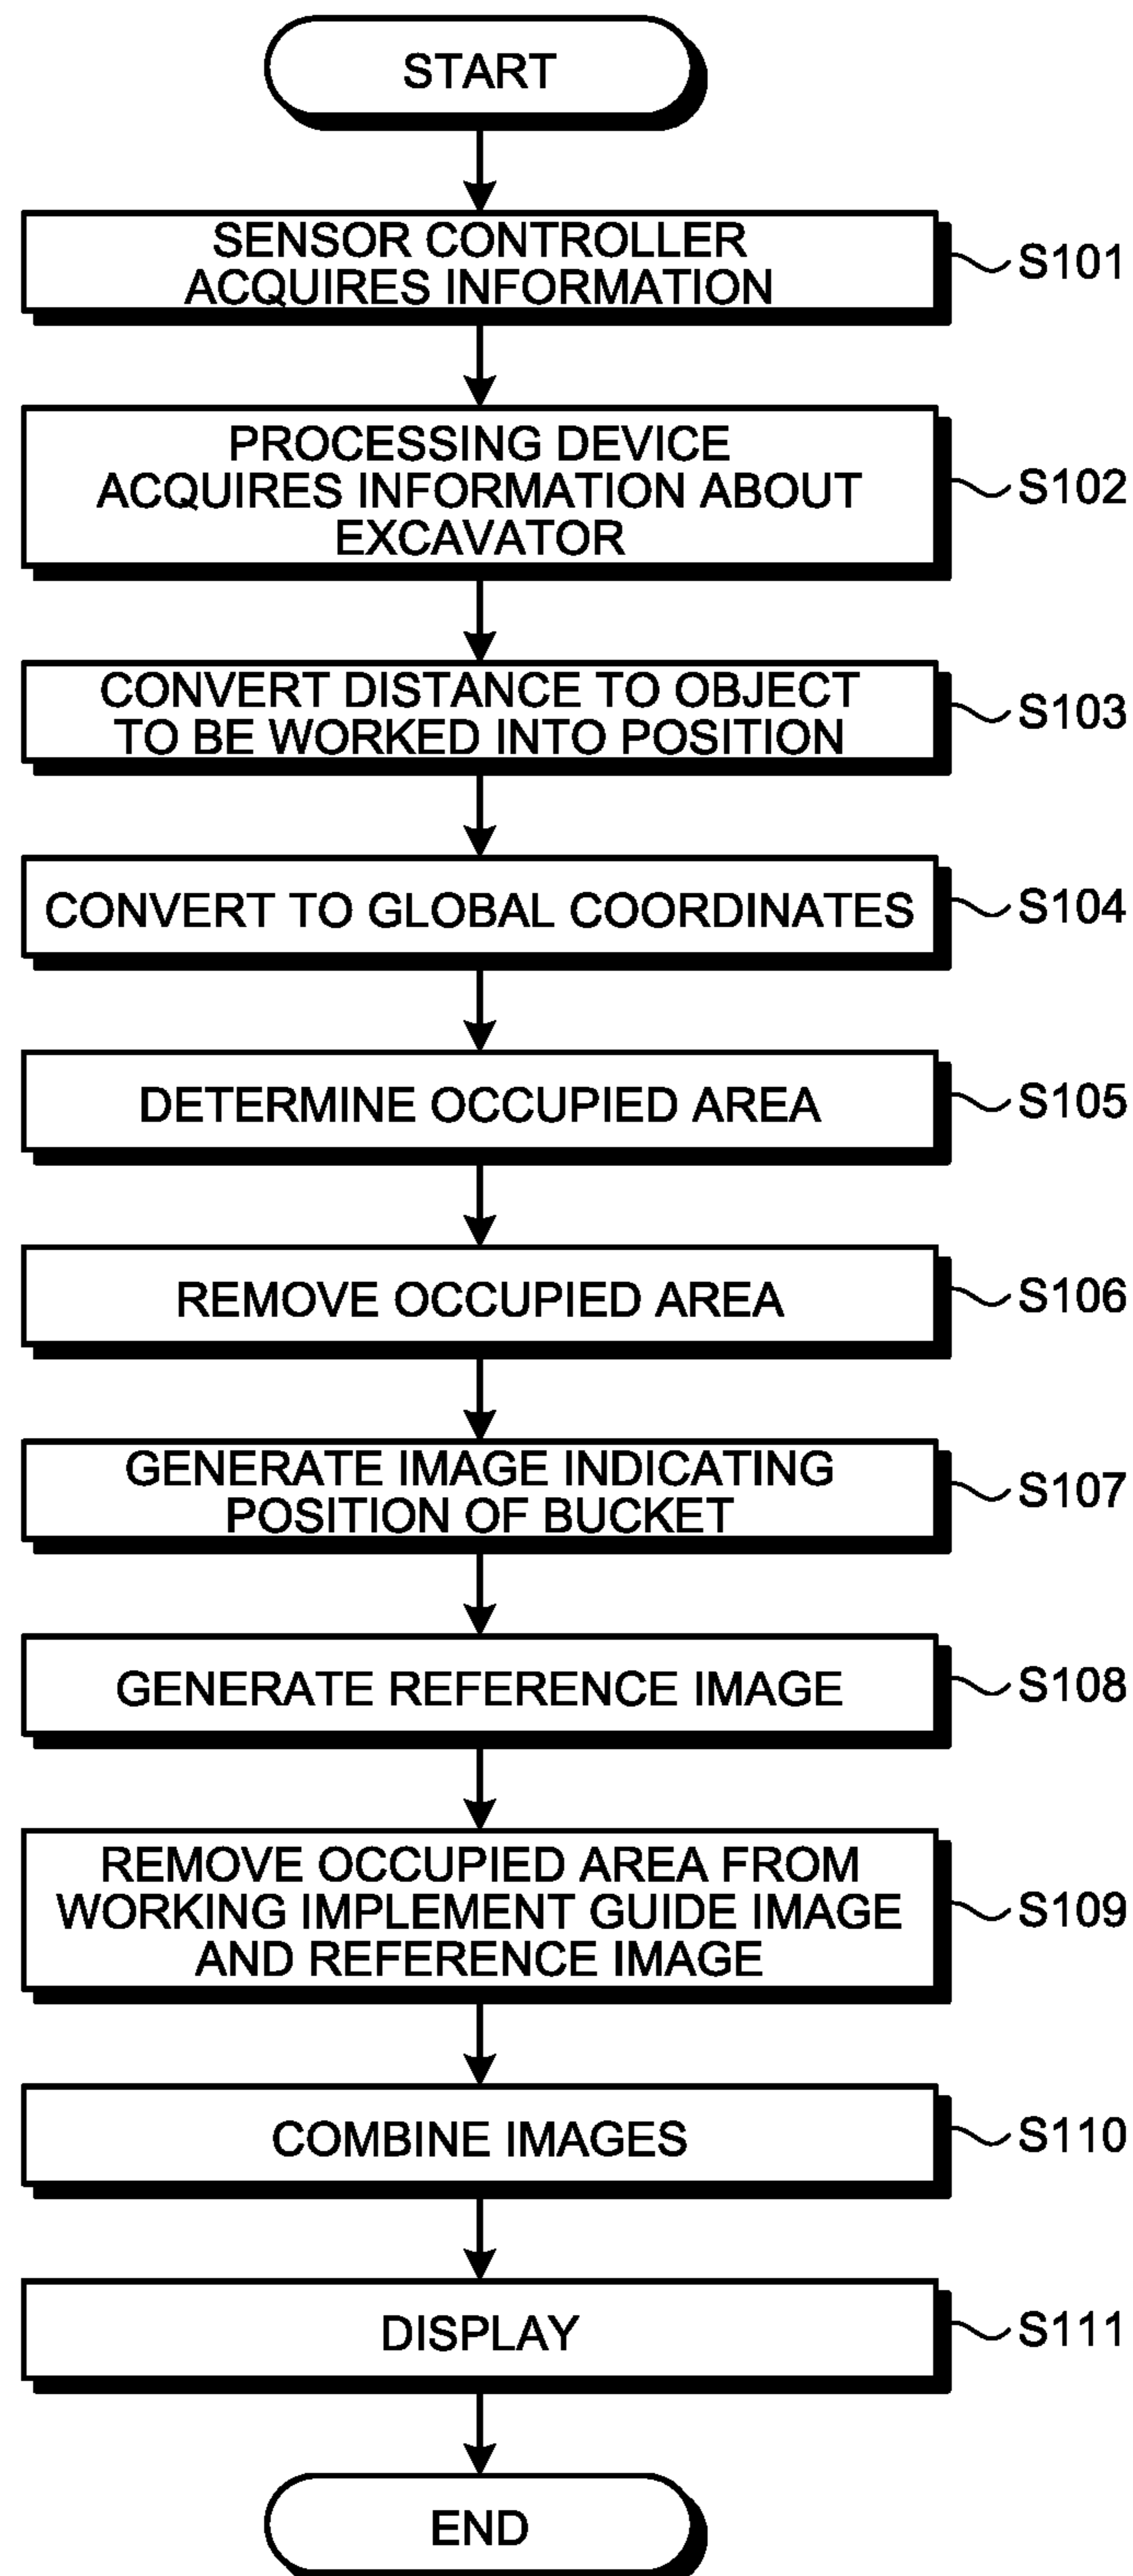 START
SENSOR CONTROLLER
ACQUIRES INFORMATION
S101
PROCESSING DEVICE
ACQUIRES INFORMATION ABOUT
EXCAVATOR
S102
CONVERT DISTANCE TO OBJECT
TO BE WORKED INTO POSITION
S103
CONVERT TO GLOBAL COORDINATES
S104
DETERMINE OCCUPIED AREA
S105
REMOVE OCCUPIED AREA
S106
GENERATE IMAGE INDICATING
POSITION OF BUCKET
S107
GENERATE REFERENCE IMAGE
S108
REMOVE OCCUPIED AREA FROM
WORKING IMPLEMENT GUIDE IMAGE
AND REFERENCE IMAGE
S109
COMBINE IMAGES
S110
DISPLAY
S111
END